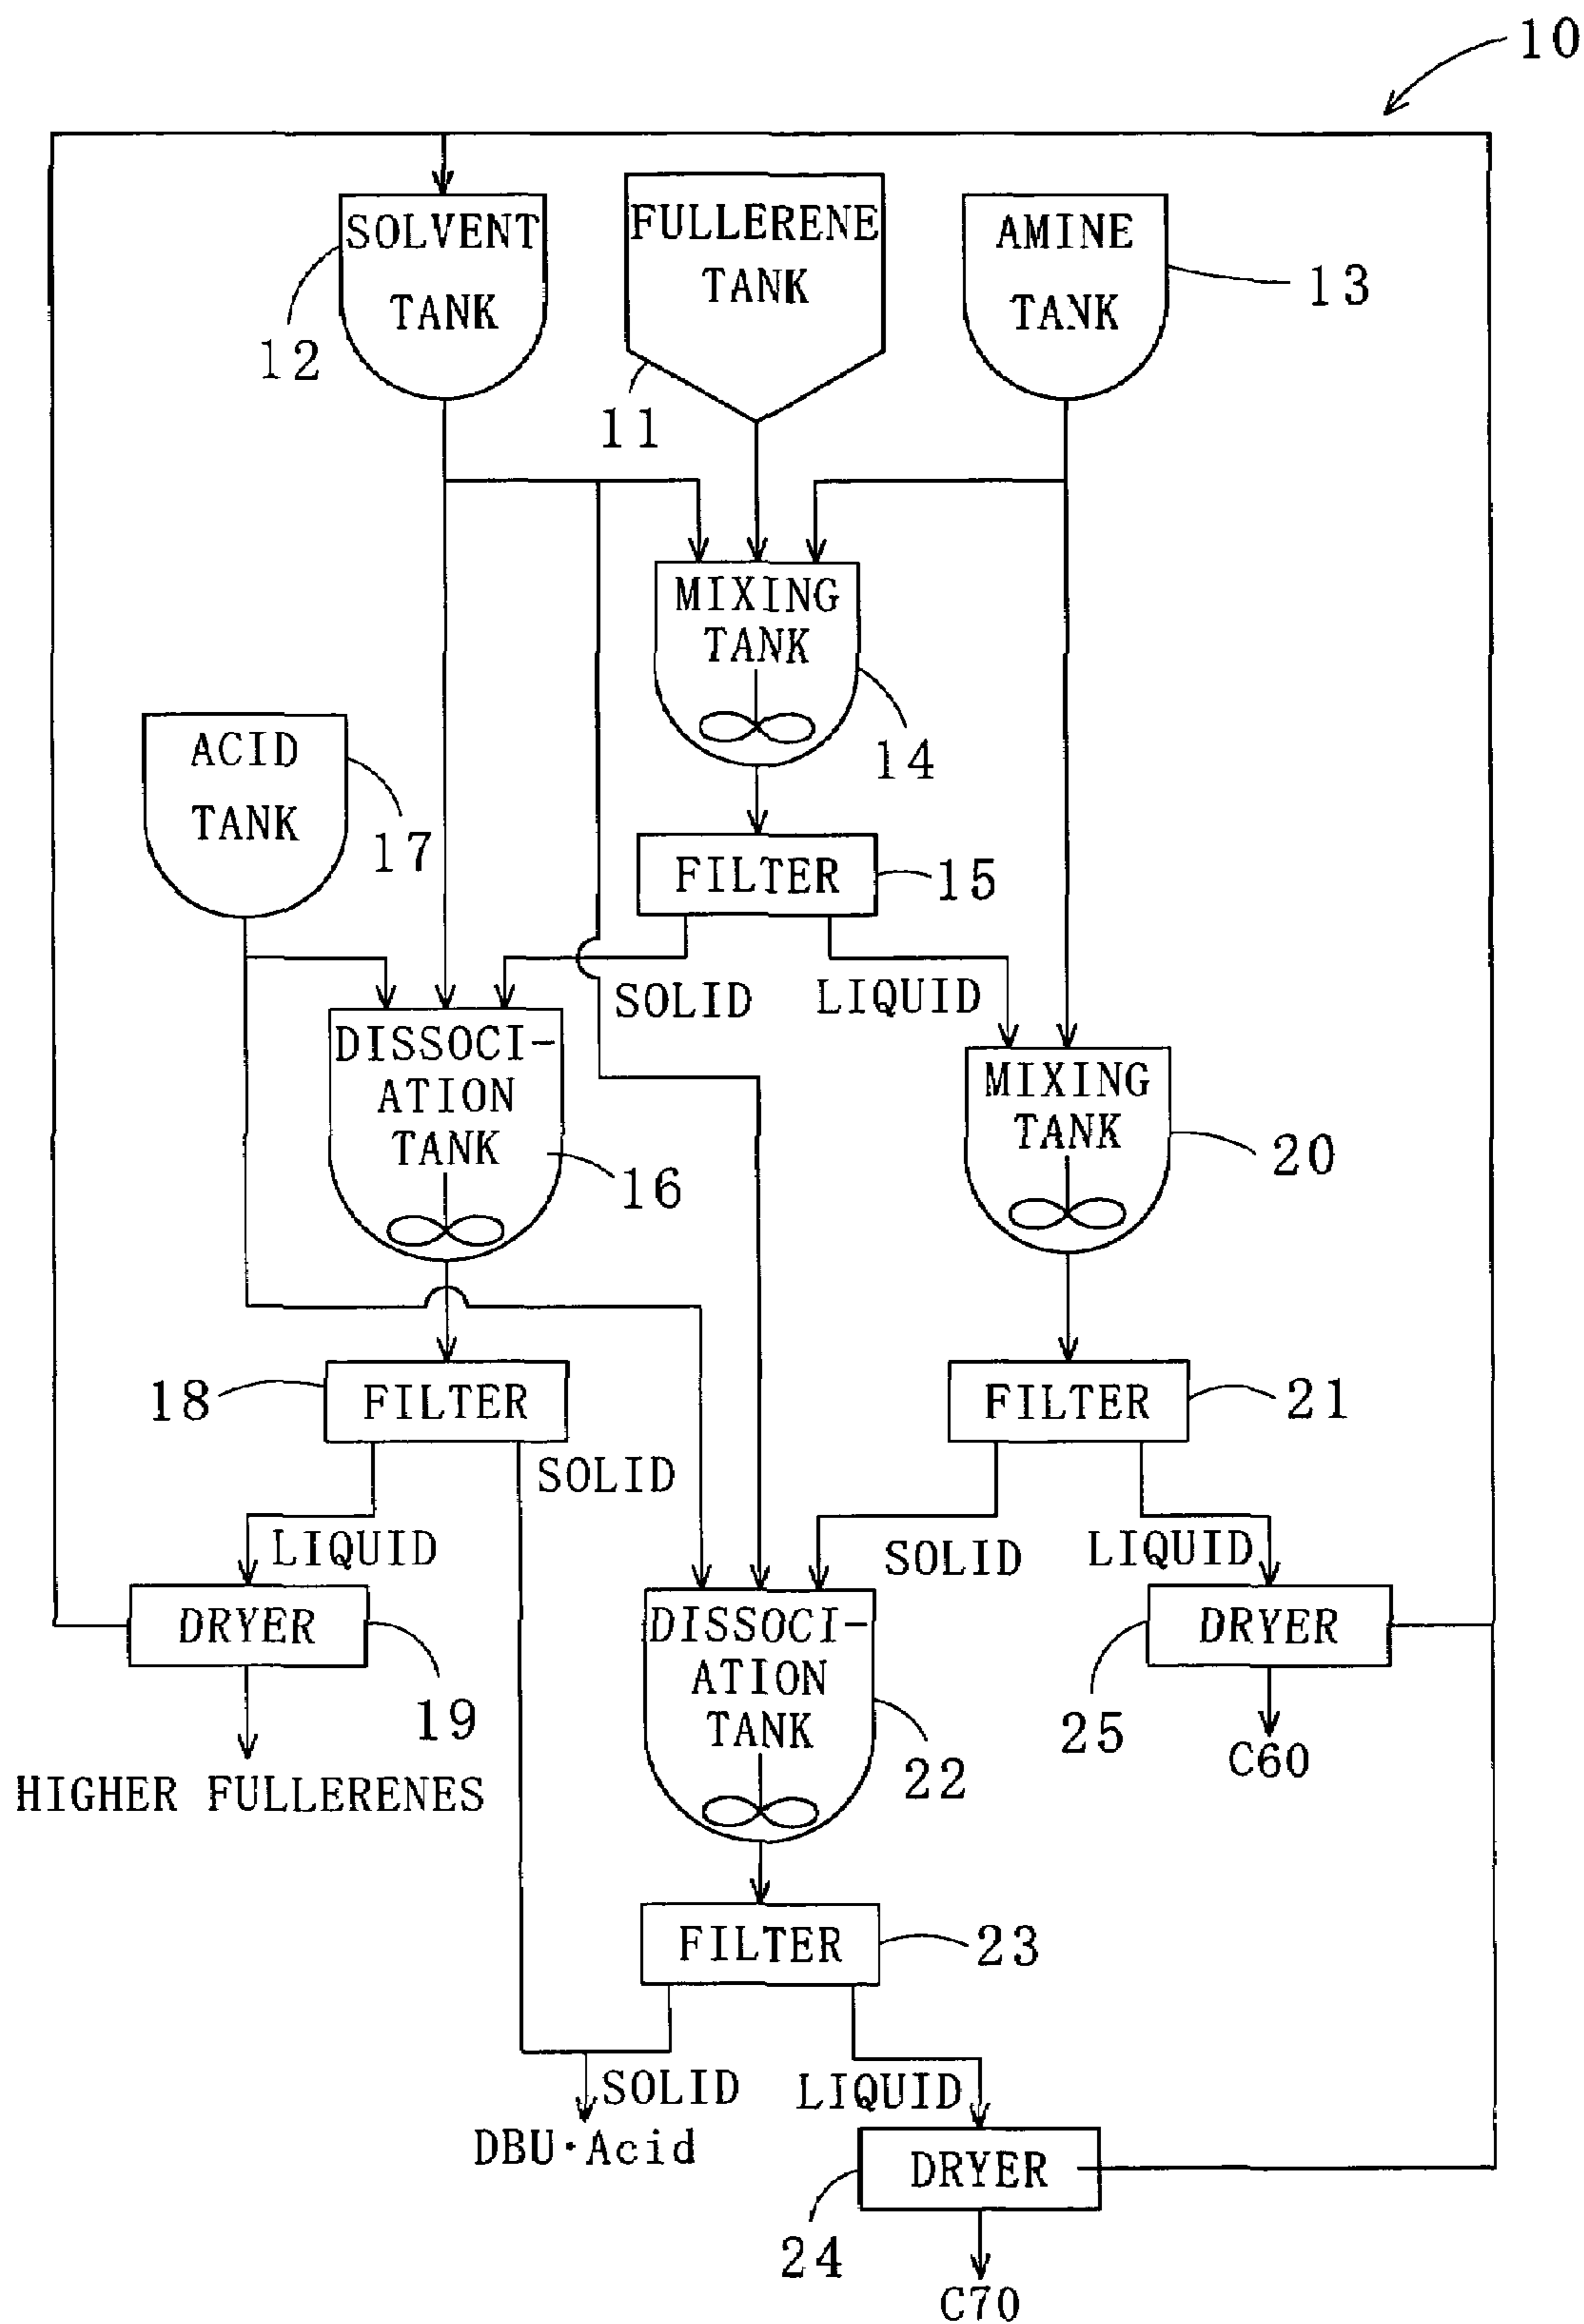 10
SOLVENT
TANK
12
FULLERENE
TANK
11
AMINE
TANK
13
MIXING
TANK
14
ACID
TANK
17
FILTER
15
SOLID
LIQUID
DISSOCI-
ATION
TANK
16
MIXING
TANK
20
18
FILTER
SOLID
LIQUID
FILTER
21
SOLID
LIQUID
DRYER
19
HIGHER FULLERENES
DISSOCI-
ATION
TANK
22
DRYER
25
C60
FILTER
23
SOLID
LIQUID
DBU·Acid
DRYER
24
C70